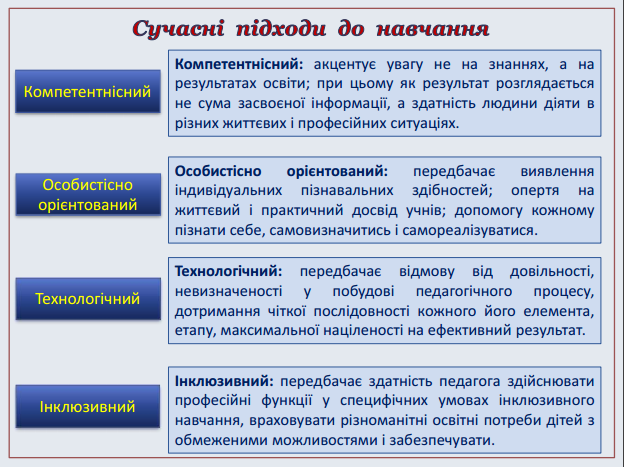 Сучасні підходи до навчання
Компетентнісний
Компетентнісний: акцентує увагу не на знаннях, а на
результатах освіти; при цьому як результат розглядається
не сума засвоєної інформації, а здатність людини діяти в
різних життєвих і професійних ситуаціях.
Особистісно
орієнтований
Особистісно орієнтований: передбачає виявлення
індивідуальних пізнавальних здібностей; опертя на
життєвий і практичний досвід учнів; допомогу кожному
пізнати себе, самовизначитись і самореалізуватися.
Технологічний
Технологічний: передбачає відмову від довільності,
невизначеності у побудові педагогічного процесу,
дотримання чіткої послідовності кожного його елемента,
етапу, максимальної націленості на ефективний результат.
Інклюзивний
Інклюзивний: передбачає здатність педагога здійснювати
професійні функції у специфічних умовах інклюзивного
навчання, враховувати різноманітні освітні потреби дітей з
обмеженими можливостями і забезпечувати.